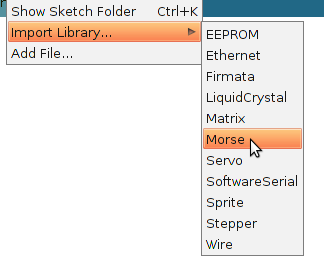 Show Sketch Folder Ctrl+K
Import Library...
Add File...
EEPROM
Ethernet
Firmata
LiquidCrystal
Matrix
Morse
Servo
SoftwareSerial
Sprite
Stepper
Wire